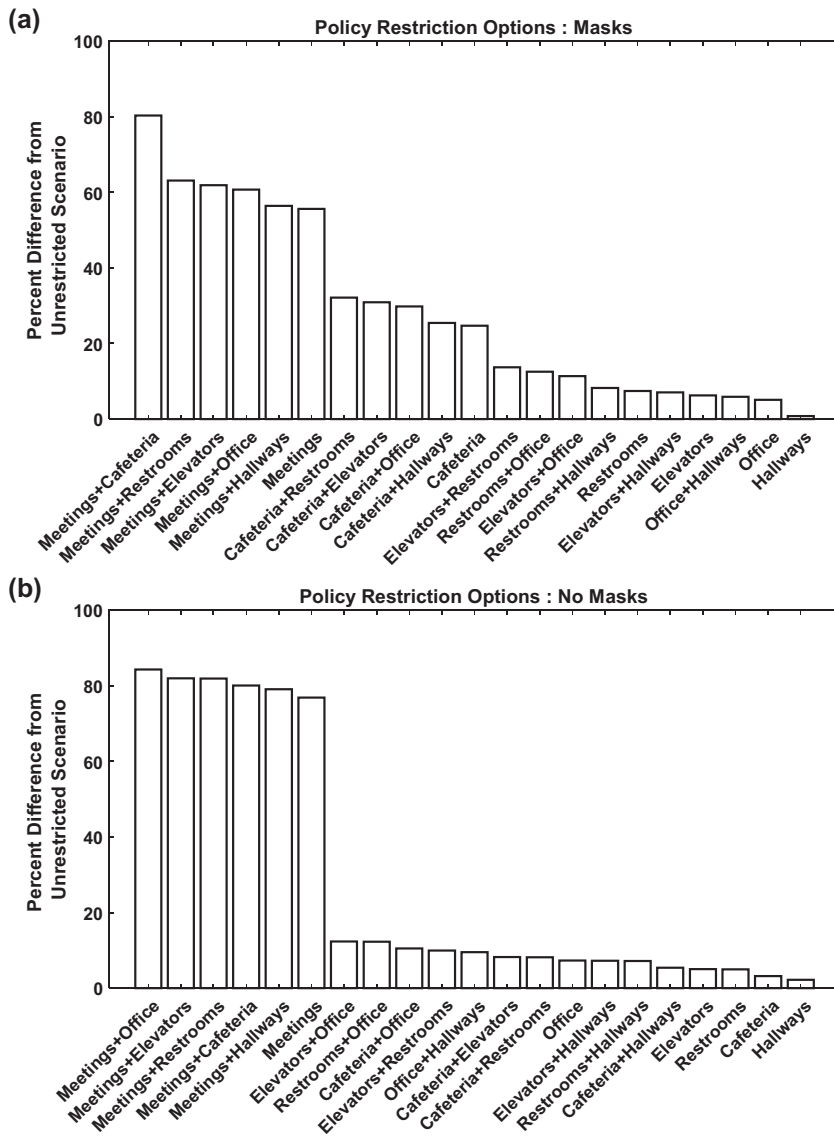 (a)
Policy Restriction Options : Masks
Percent Difference from
Unrestricted Scenario
100
80
60
40
20
0
Meetings+Cafeteria
Meetings+Restrooms
Meetings+Elevators
Meetings+Office
Meetings+Hallways
Meetings
Cafeteria+Restrooms
Cafeteria+Elevators
Cafeteria+Office
Cafeteria+Hallways
Cafeteria
Elevators+Restrooms
Restrooms+Office
Elevators+Office
Restrooms+Hallways
Restrooms
Elevators+Hallways
Elevators
Office+Hallways
Office
Hallways
(b)
Policy Restriction Options : No Masks
Percent Difference from
Unrestricted Scenario
100
80
60
40
20
0
Meetings+Office
Meetings+Elevators
Meetings+Restrooms
Meetings+Cafeteria
Meetings+Hallways
Meetings
Elevators+Office
Restrooms+Office
Cafeteria+Office
Elevators+Restrooms
Office+Hallways
Cafeteria+Elevators
Cafeteria+Restrooms
Office
Elevators+Hallways
Restrooms+Hallways
Cafeteria+Hallways
Elevators
Restrooms
Cafeteria
Hallways